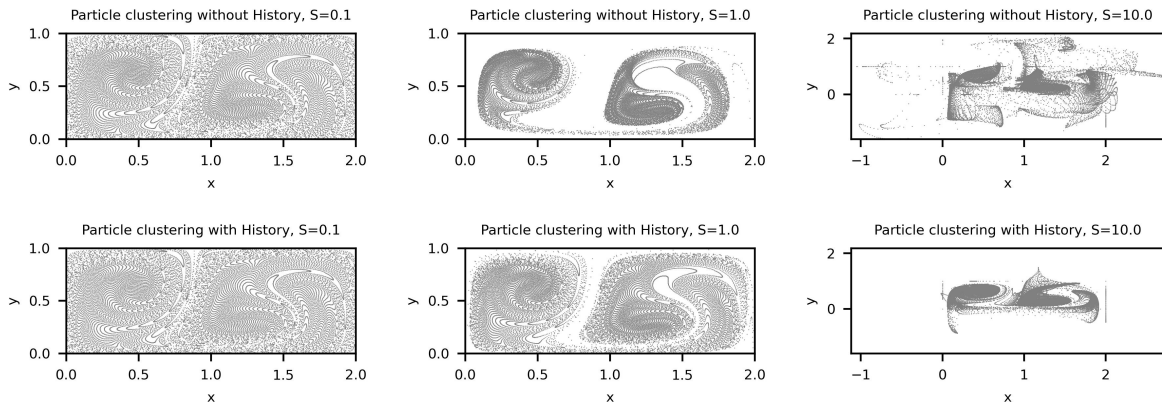 Particle clustering without History, S=0.1
Particle clustering without History, S=1.0
Particle clustering without History, S=10.0
1.0
0.5
0.0
y
0.0 0.5 1.0 1.5 2.0
x
1.0
0.5
0.0
y
0.0 0.5 1.0 1.5 2.0
x
2
0
y
−1 0 1 2
x
Particle clustering with History, S=0.1
Particle clustering with History, S=1.0
Particle clustering with History, S=10.0
1.0
0.5
0.0
y
0.0 0.5 1.0 1.5 2.0
x
1.0
0.5
0.0
y
0.0 0.5 1.0 1.5 2.0
x
2
0
y
−1 0 1 2
x